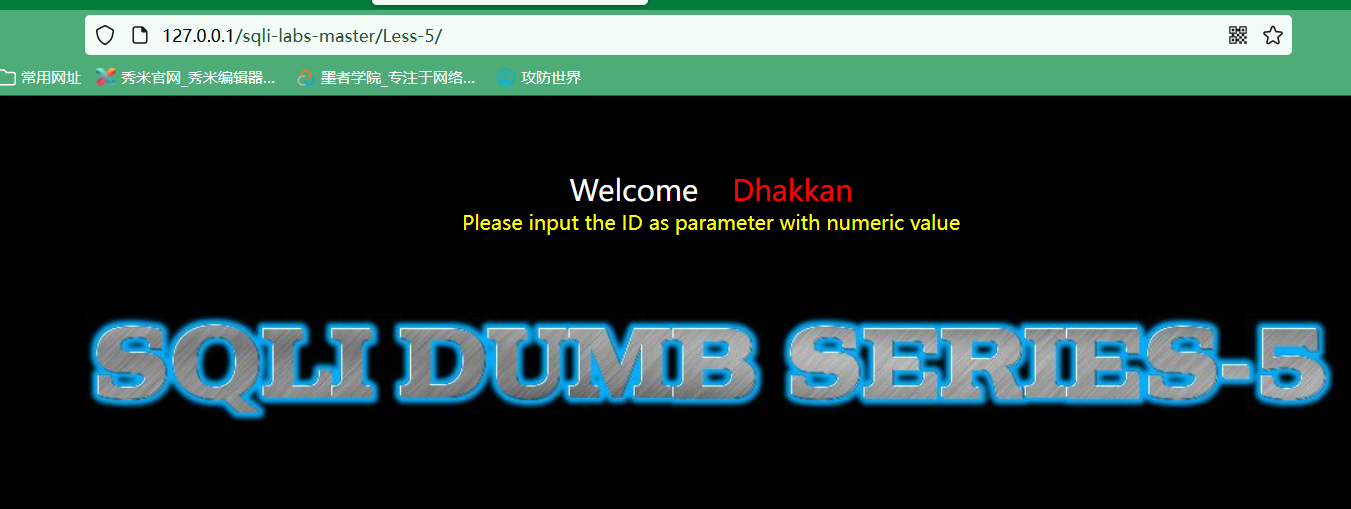 127.0.0.1/sqli-labs-master/Less-5/
常用网址 秀米官网_秀米编辑器... 墨者学院_专注于网络... 攻防世界
Welcome Dhakkan
Please input the ID as parameter with numeric value
SQLI DUMB SERIES-5